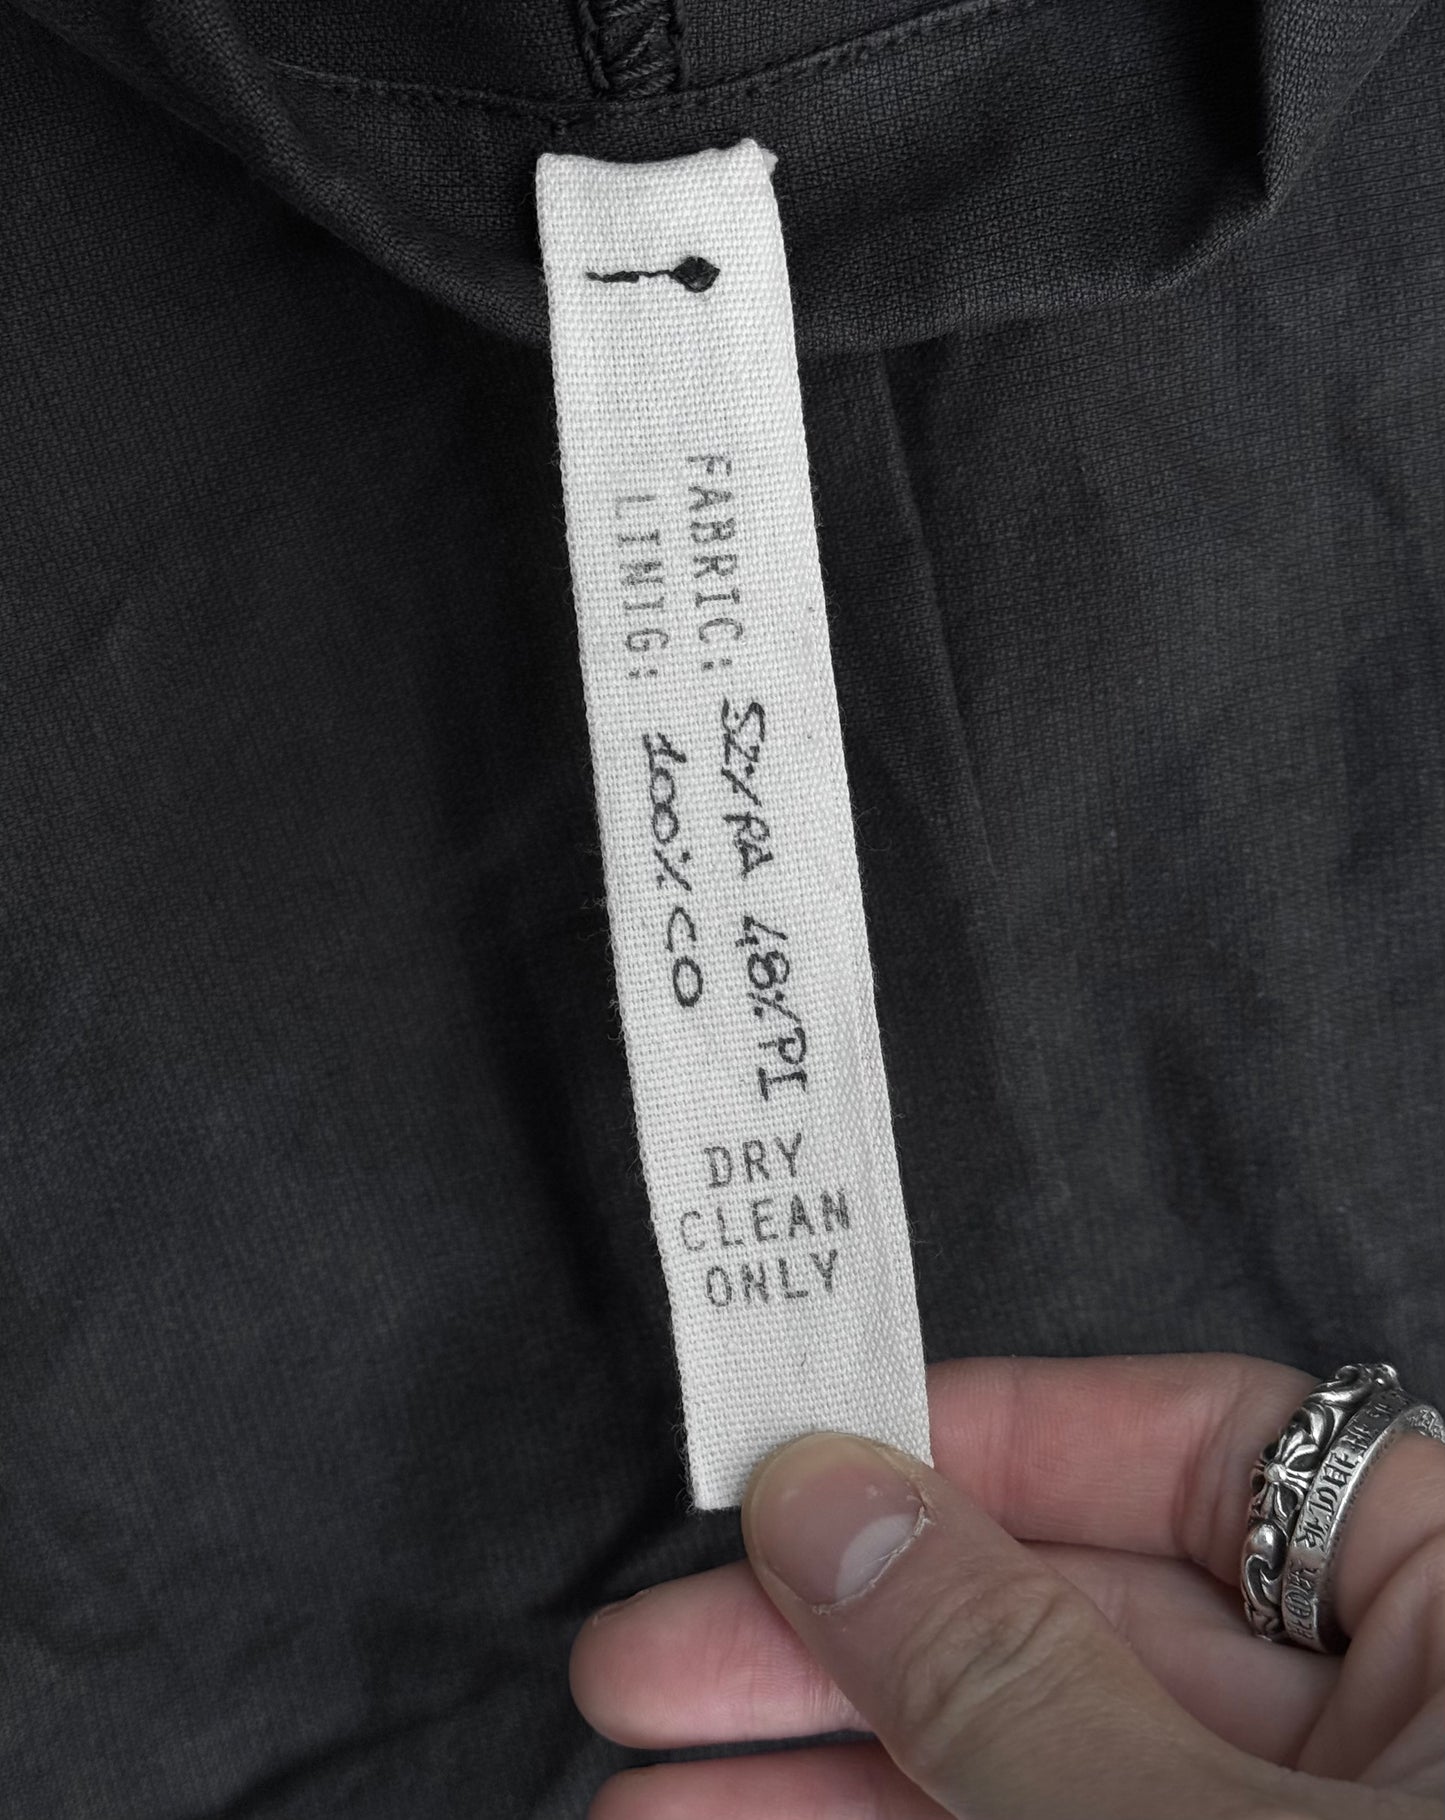 FABRIC: 52% RA 48% PL
LINIG: 100% CO
DRY
CLEAN
ONLY